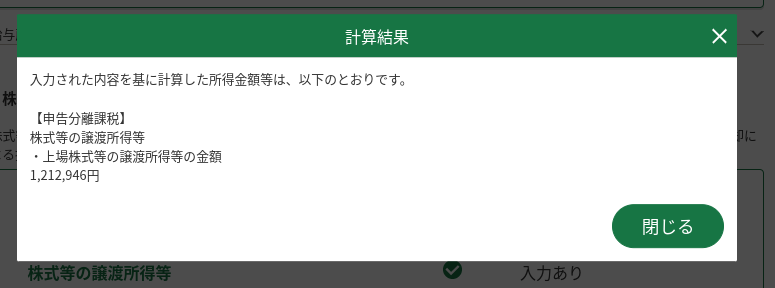 計算結果
入力された内容を基に計算した所得金額等は、以下のとおりです。
【申告分離課税】
株式等の譲渡所得等
・上場株式等の譲渡所得等の金額
1,212,946円
閉じる
株式等の譲渡所得等
入力あり